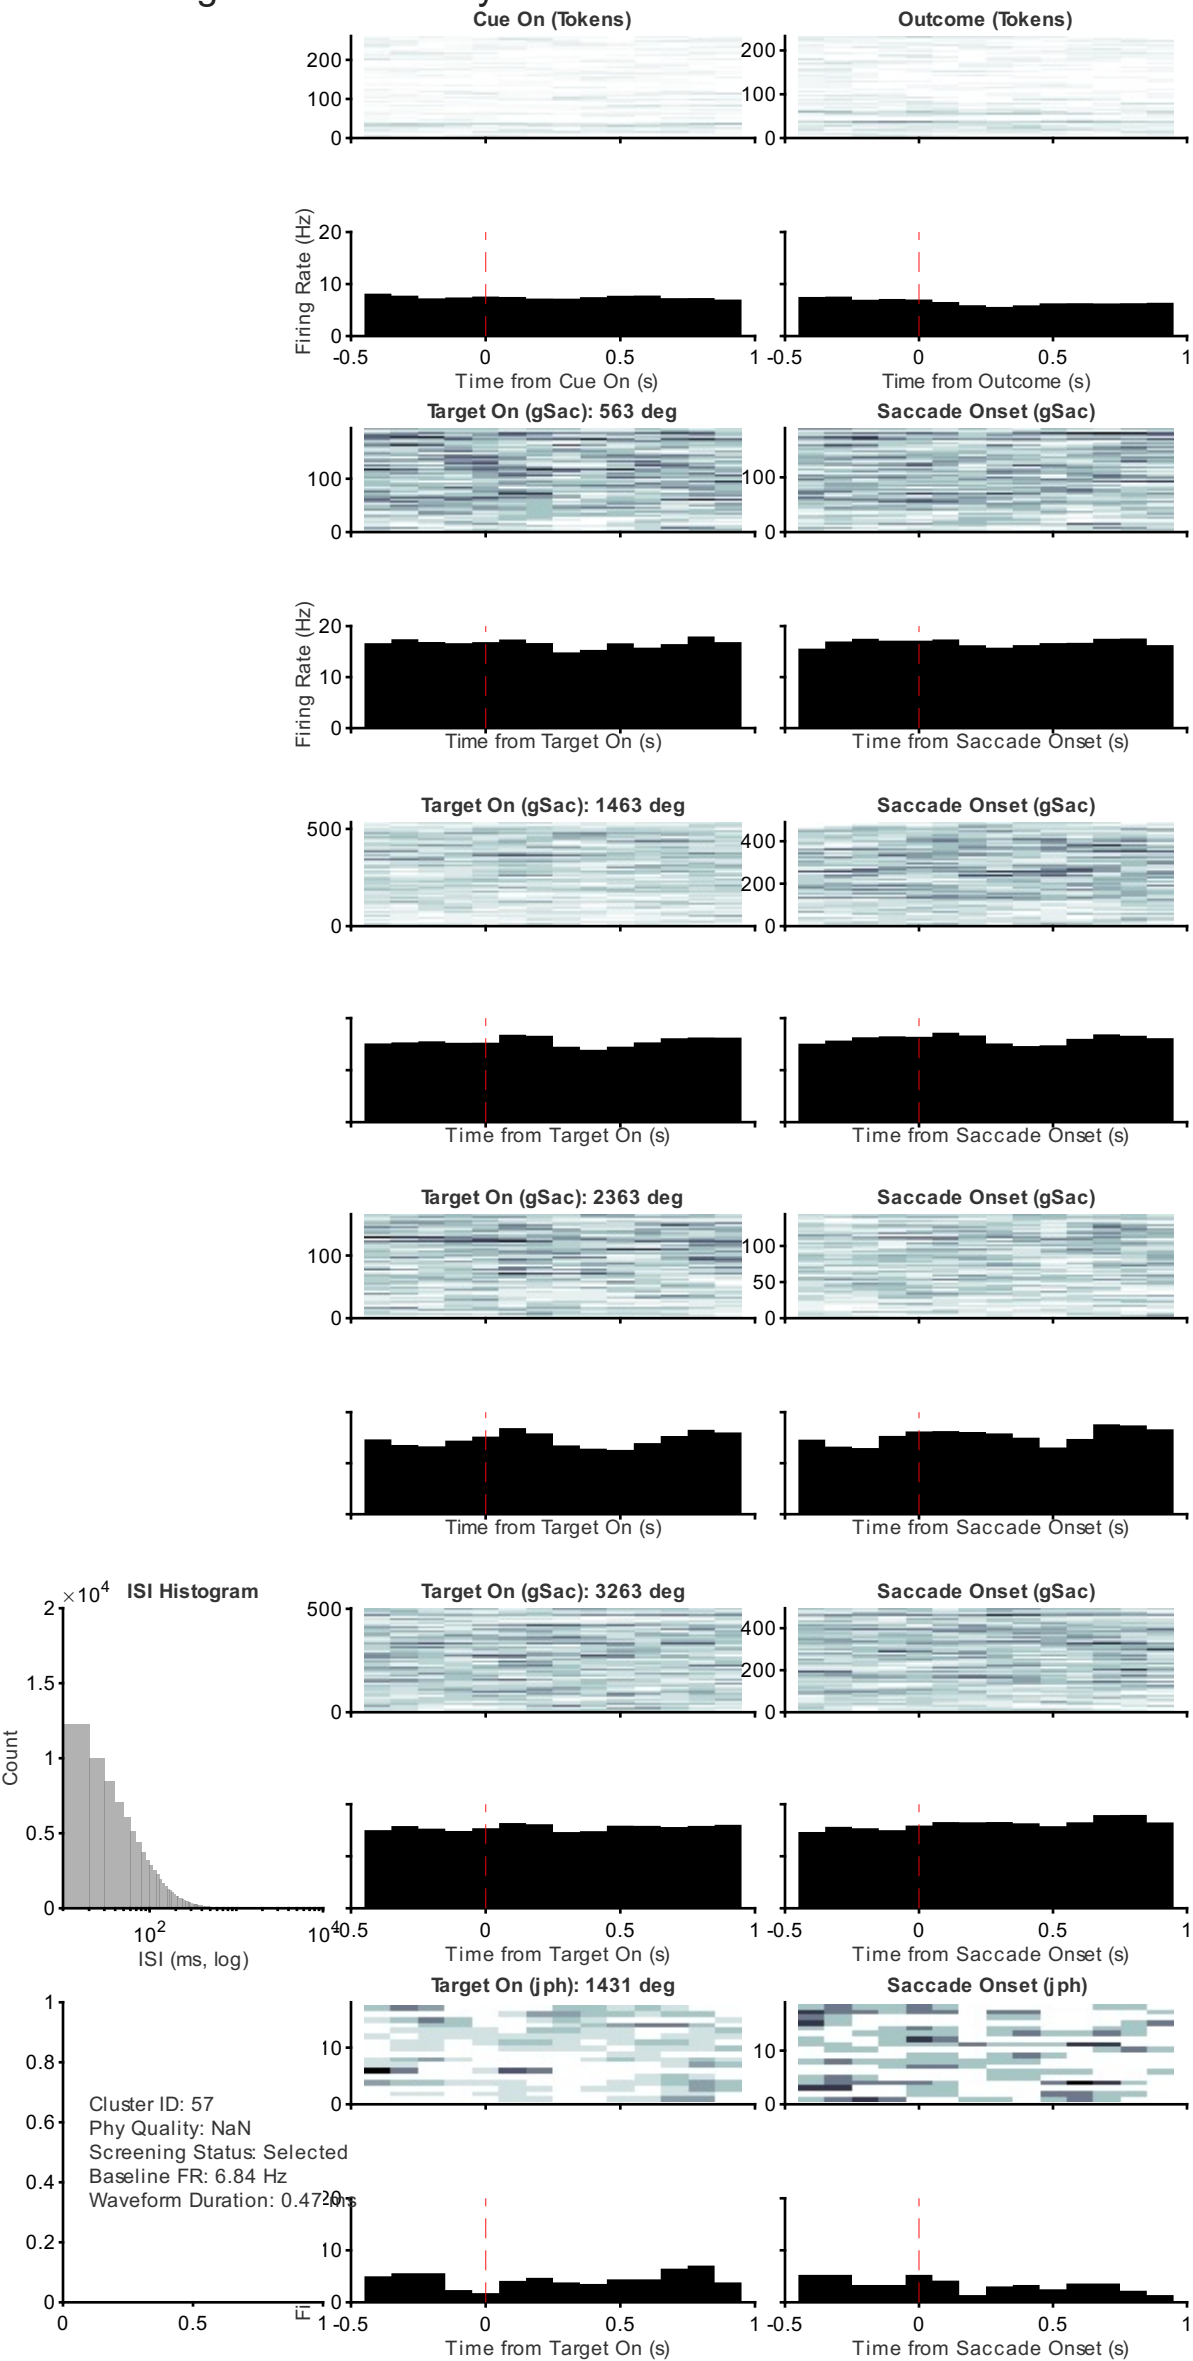 Cue On (Tokens)
Outcome (Tokens)
200
100
0
200
100
0
Firing Rate (Hz)
20
10
0
-0.5
0
0.5
1
-0.5
0
0.5
1
Time from Cue On (s)
Time from Outcome (s)
Target On (gSac): 563 deg
Saccade Onset (gSac)
100
0
100
0
Firing Rate (Hz)
20
10
0
Time from Target On (s)
Time from Saccade Onset (s)
Target On (gSac): 1463 deg
Saccade Onset (gSac)
500
0
400
200
0
Time from Target On (s)
Time from Saccade Onset (s)
Target On (gSac): 2363 deg
Saccade Onset (gSac)
100
0
100
50
0
Time from Target On (s)
Time from Saccade Onset (s)
ISI Histogram
×10⁴
2
1.5
1
0.5
0
Count
10²
10⁴
ISI (ms, log)
Target On (gSac): 3263 deg
Saccade Onset (gSac)
500
0
400
200
0
-0.5
0
0.5
1
-0.5
0
0.5
1
Time from Target On (s)
Time from Saccade Onset (s)
Target On (jph): 1431 deg
Saccade Onset (jph)
10
0
10
0
1
0.8
0.6
0.4
0.2
0
0
0.5
1
Cluster ID: 57
Phy Quality: NaN
Screening Status: Selected
Baseline FR: 6.84 Hz
Waveform Duration: 0.47 ms
Fi
20
10
0
-0.5
0
0.5
1
-0.5
0
0.5
1
Time from Target On (s)
Time from Saccade Onset (s)